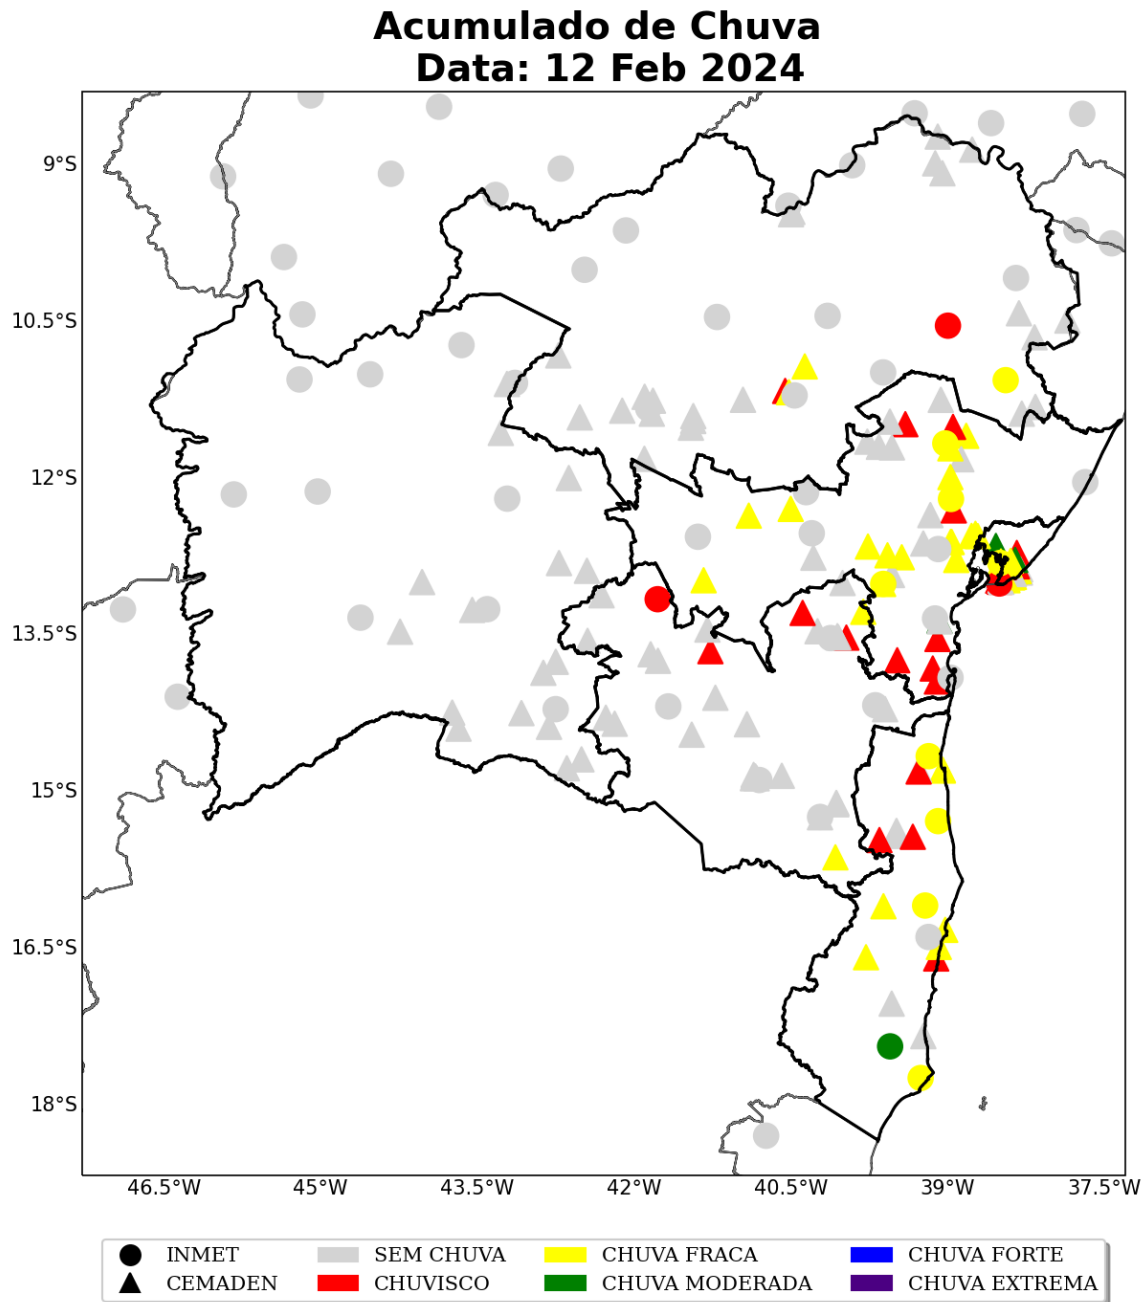 Acumulado de Chuva
Data: 12 Feb 2024
9°S
10.5°S
12°S
13.5°S
15°S
16.5°S
18°S
46.5°W 45°W 43.5°W 42°W 40.5°W 39°W 37.5°W
INMET SEM CHUVA CHUVA FRACA CHUVA FORTE
CEMADEN CHUVISCO CHUVA MODERADA CHUVA EXTREMA